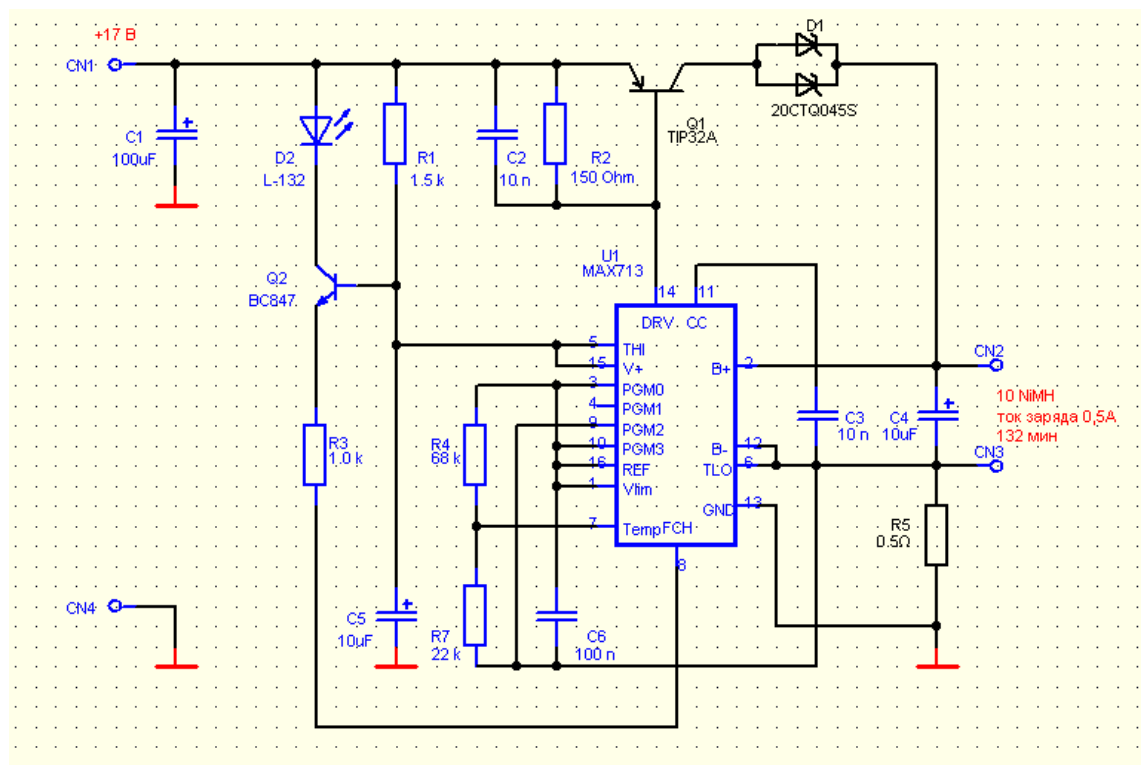 +17 В
CN1
D1
20CTQ045S
Q1
TIP32A
C1
100uF
D2
L-132
R1
1.5 k
C2
10 n
R2
150 Ohm
U1
MAX713
Q2
BC847
14
11
DRV
CC
5
THI
15
V+
3
PGM0
4
PGM1
9
PGM2
10
PGM3
16
REF
1
Vlim
7
Temp
FCH
8
B+
2
B-
12
TLO
6
GND
13
CN2
10 NiMH
ток заряда 0,5А
132 мин
CN3
C3
10 n
C4
10uF
R3
1.0 k
R4
68 k
R5
0.5Ω
CN4
C5
10uF
R7
22 k
C6
100 n